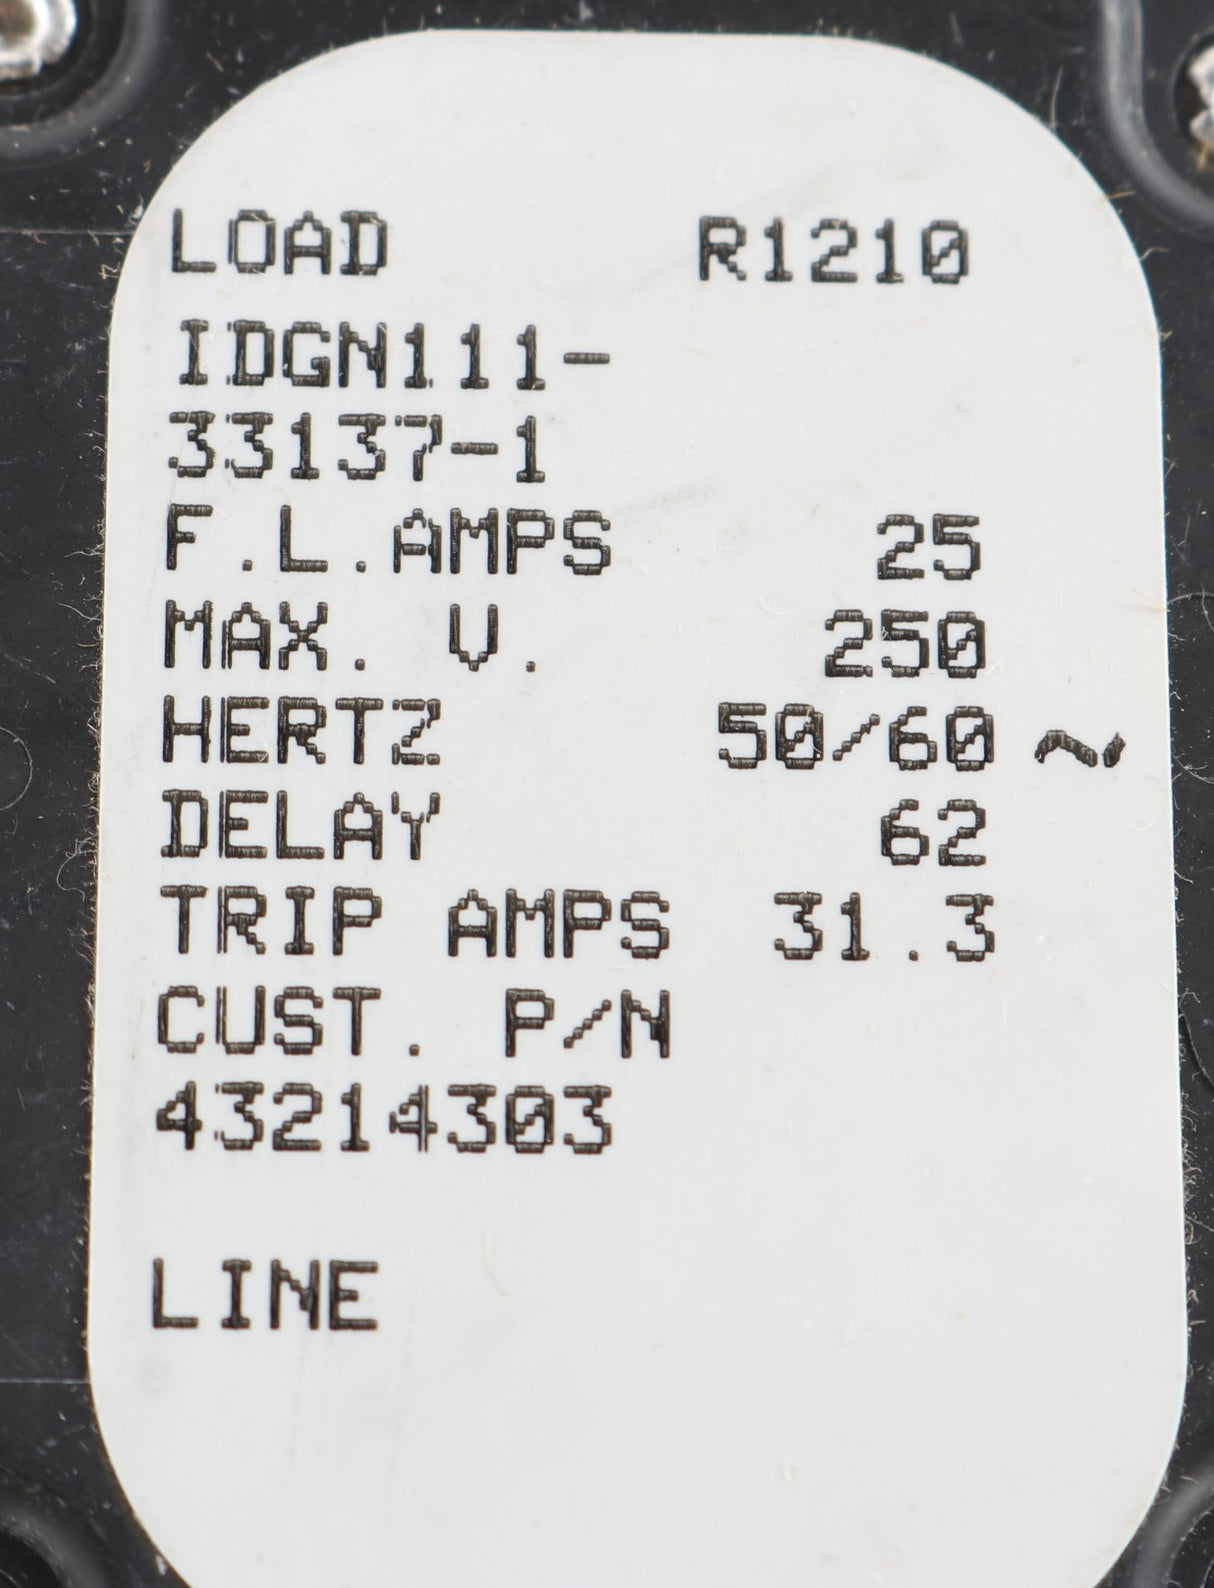 LOAD R1210
IDGN111-
33137-1
F.L.AMPS 25
MAX. V. 250
HERTZ 50/60 ~
DELAY 62
TRIP AMPS 31.3
CUST. P/N
43214303
LINE